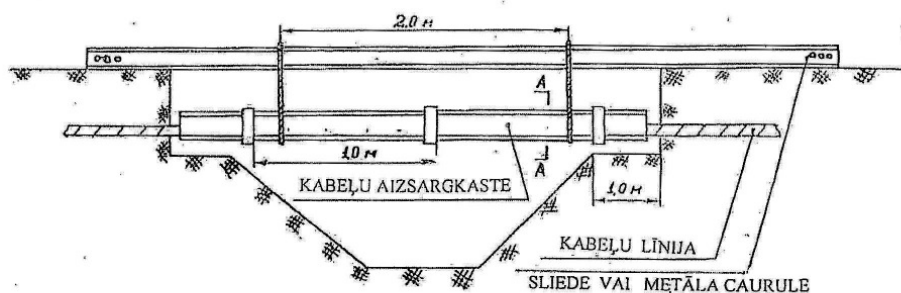 2,0 м
А
А
1,0 м
KABEĻU AIZSARGKASTE
1,0 м
KABEĻU LĪNIJA
SLIEDE VAI METĀLA CAURULE